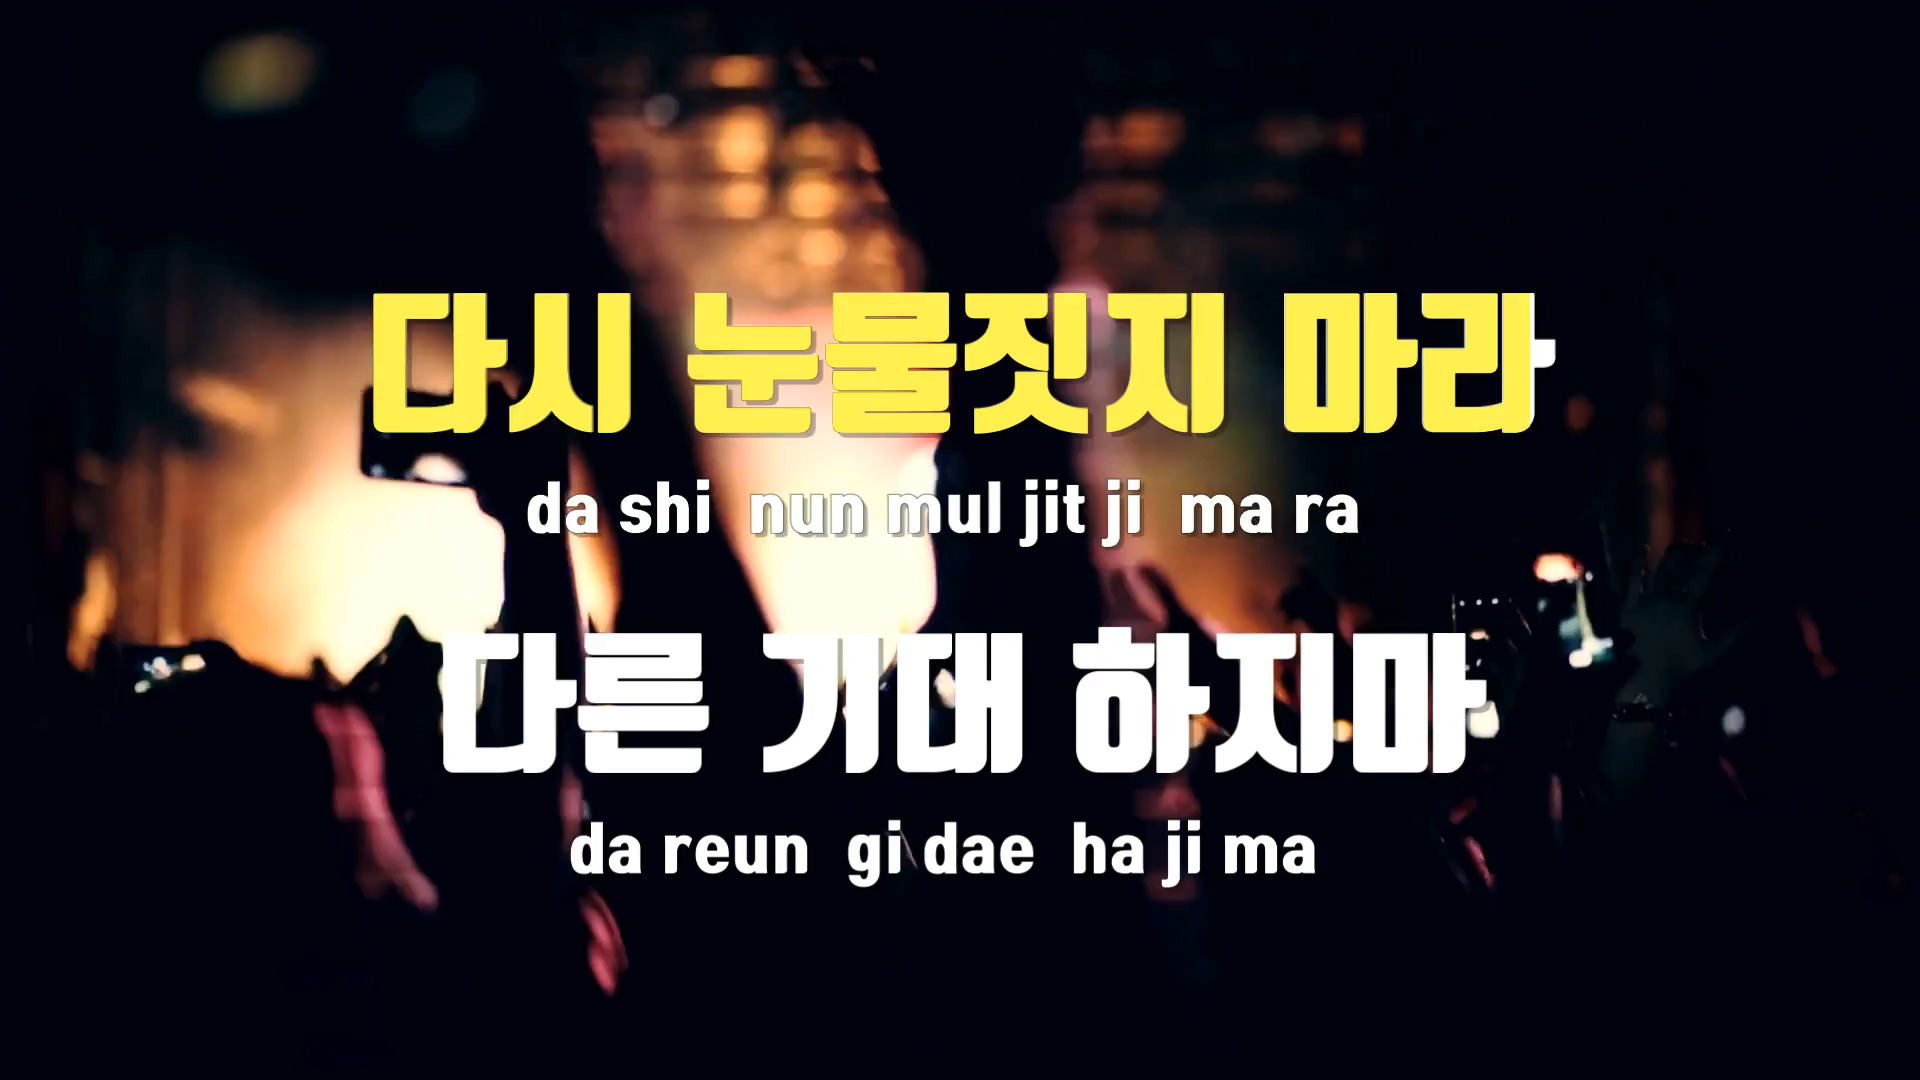 다시 눈물짓지 마라
da shi nun mul jit ji ma ra
다른 기대 하지먀
da reun gi dae ha ji ma